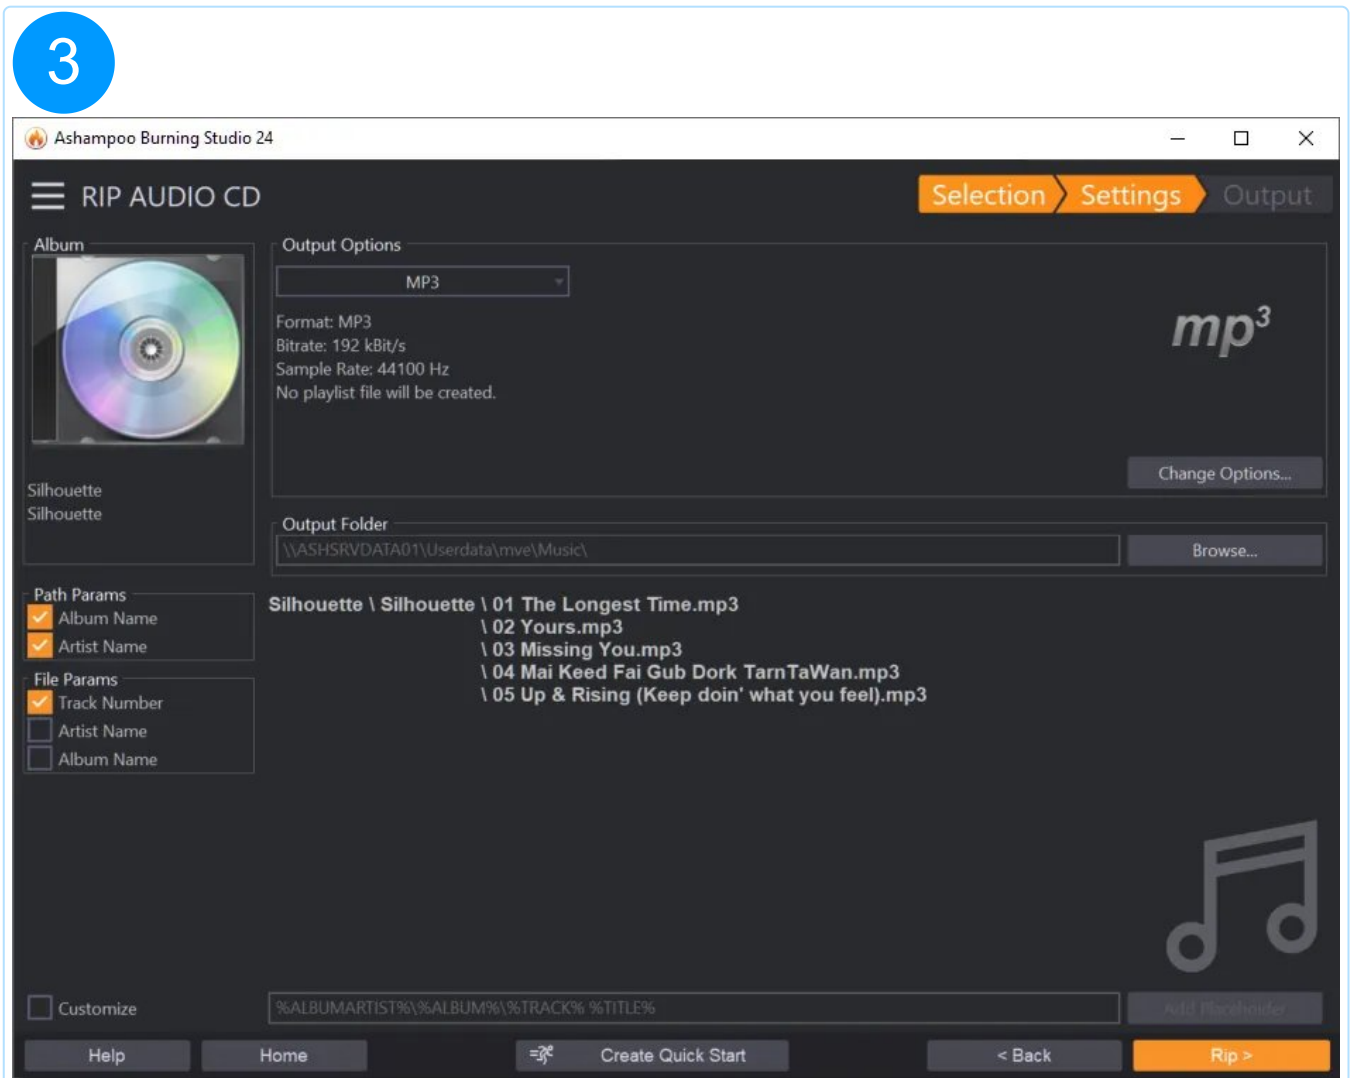 3
Ashampoo Burning Studio 24
RIP AUDIO CD
Selection Settings Output
Album
Silhouette
Silhouette
Output Options
MP3
Format: MP3
Bitrate: 192 kBit/s
Sample Rate: 44100 Hz
No playlist file will be created.
mp3
Change Options...
Output Folder
\\ASHSRVDATA01\Userdata\mve\Music\
Browse...
Path Params
Album Name
Artist Name
File Params
Track Number
Artist Name
Album Name
Silhouette \ Silhouette \ 01 The Longest Time.mp3
\ 02 Yours.mp3
\ 03 Missing You.mp3
\ 04 Mai Keed Fai Gub Dork TarnTaWan.mp3
\ 05 Up & Rising (Keep doin' what you feel).mp3
Customize
%ALBUMARTIST%\%ALBUM%\%TRACK% %TITLE%
Add Placeholder
Help Home Create Quick Start < Back Rip >